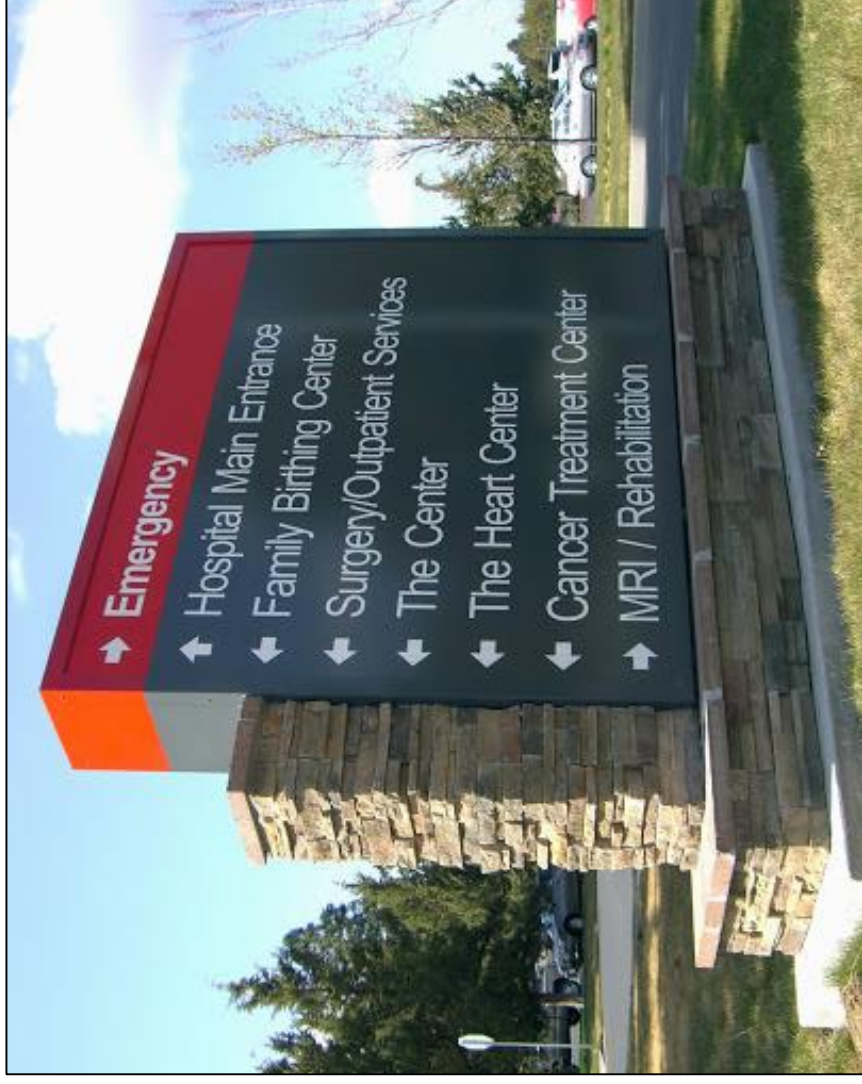 Emergency
Hospital Main Entrance
Family Birthing Center
Surgery/Outpatient Services
The Center
The Heart Center
Cancer Treatment Center
MRI / Rehabilitation